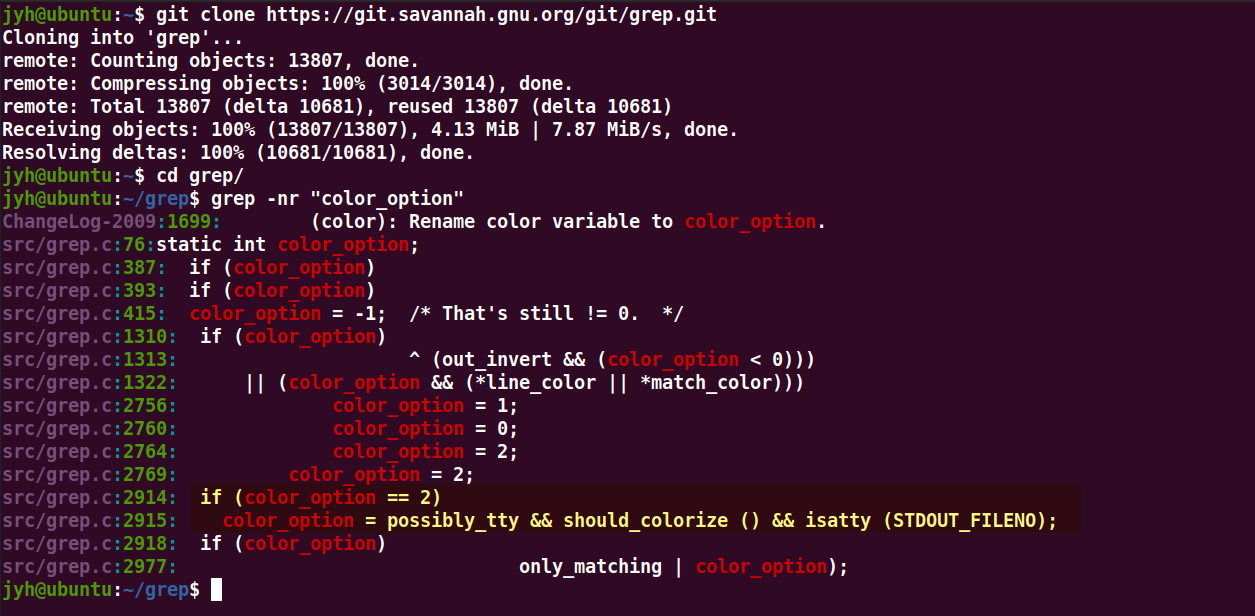 jyh@ubuntu:~$ git clone https://git.savannah.gnu.org/git/grep.git
Cloning into 'grep'...
remote: Counting objects: 13807, done.
remote: Compressing objects: 100% (3014/3014), done.
remote: Total 13807 (delta 10681), reused 13807 (delta 10681)
Receiving objects: 100% (13807/13807), 4.13 MiB | 7.87 MiB/s, done.
Resolving deltas: 100% (10681/10681), done.
jyh@ubuntu:~$ cd grep/
jyh@ubuntu:~/grep$ grep -nr "color_option"
ChangeLog-2009:1699:        (color): Rename color variable to color_option.
src/grep.c:76:static int color_option;
src/grep.c:387:  if (color_option)
src/grep.c:393:  if (color_option)
src/grep.c:415:  color_option = -1;  /* That's still != 0.  */
src/grep.c:1310:  if (color_option)
src/grep.c:1313:                     ^ (out_invert && (color_option < 0)))
src/grep.c:1322:      || (color_option && (*line_color || *match_color)))
src/grep.c:2756:              color_option = 1;
src/grep.c:2760:              color_option = 0;
src/grep.c:2764:              color_option = 2;
src/grep.c:2769:          color_option = 2;
src/grep.c:2914:  if (color_option == 2)
src/grep.c:2915:    color_option = possibly_tty && should_colorize () && isatty (STDOUT_FILENO);
src/grep.c:2918:  if (color_option)
src/grep.c:2977:                               only_matching | color_option);
jyh@ubuntu:~/grep$